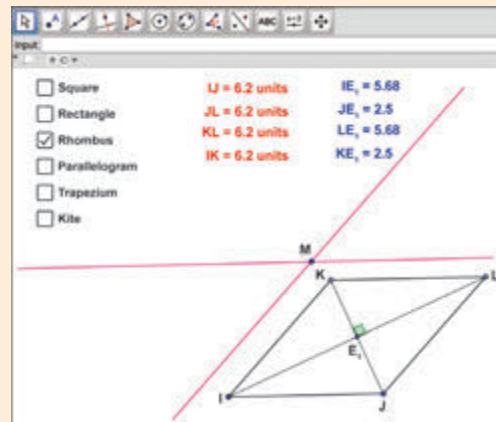 ABC
Input:
Square
IJ = 6.2 units
IE₁ = 5.68
Rectangle
JL = 6.2 units
JE₁ = 2.5
Rhombus
KL = 6.2 units
LE₁ = 5.68
Parallelogram
IK = 6.2 units
KE₁ = 2.5
Trapezium
Kite
M
K
L
E₁
I
J